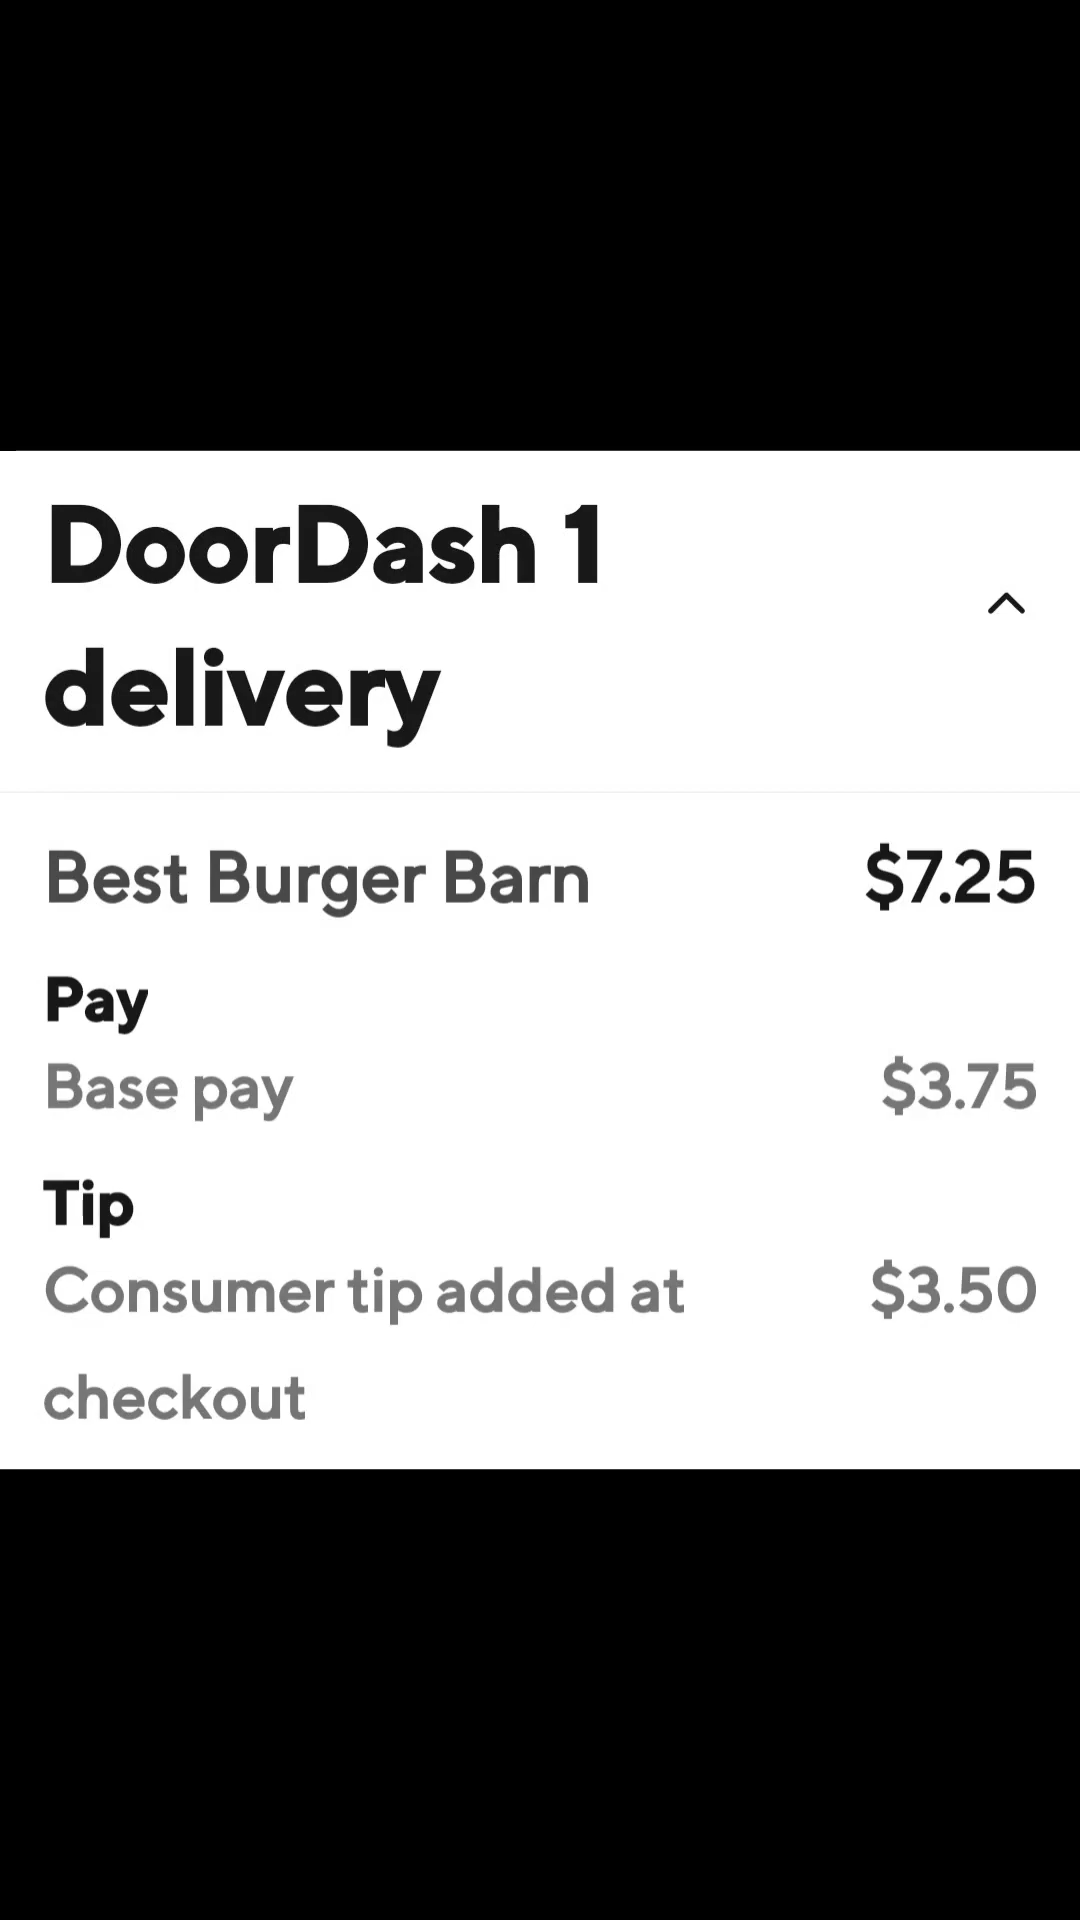 DoorDash 1
delivery
Best Burger Barn $7.25
Pay
Base pay $3.75
Tip
Consumer tip added at $3.50
checkout